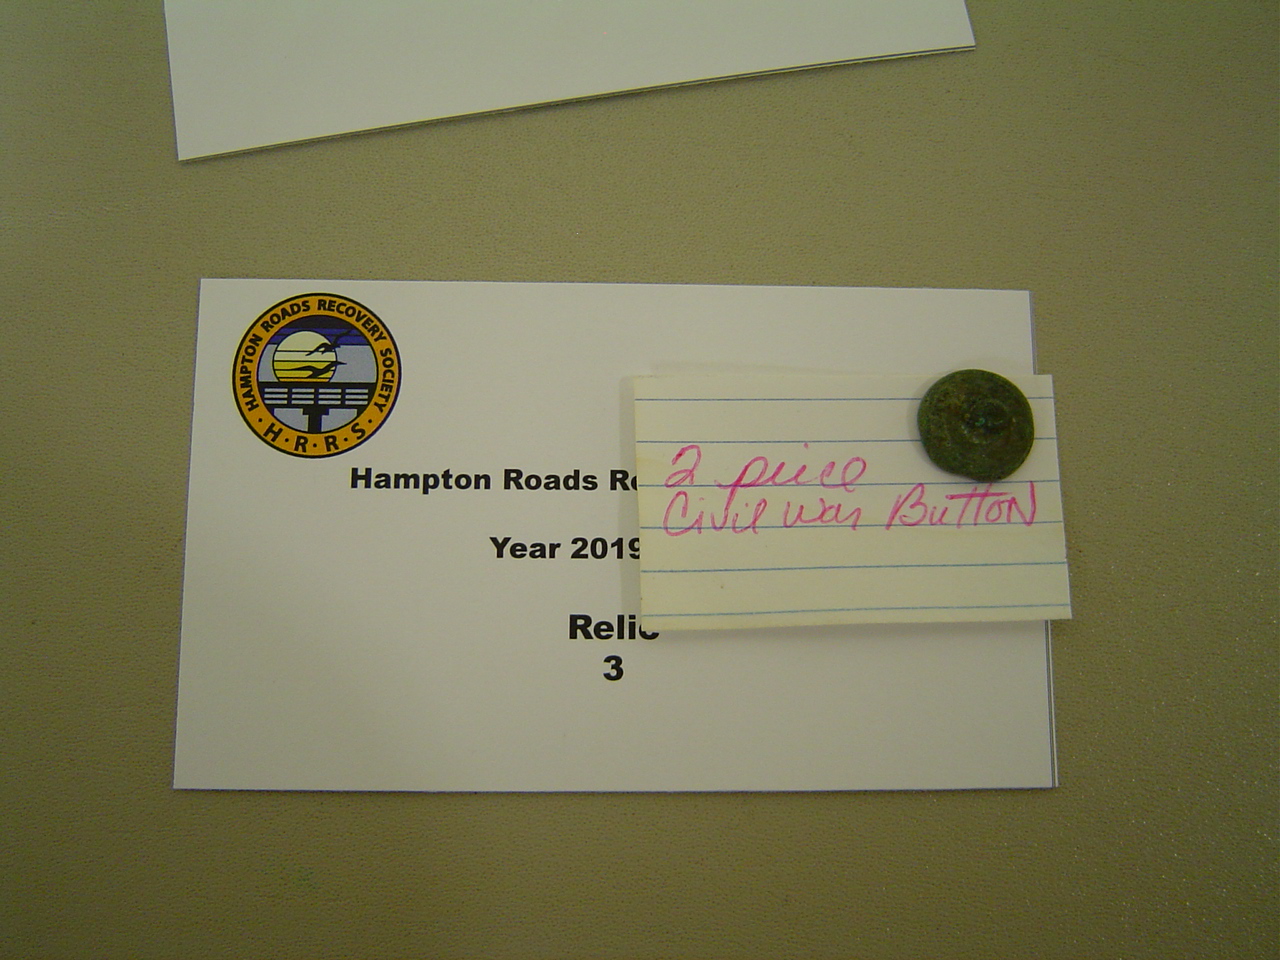 HAMPTON ROADS RECOVERY SOCIETY
· H · R · R · S ·
Hampton Roads Re
Year 2019
Relic
3
2 piece
Civil War Button